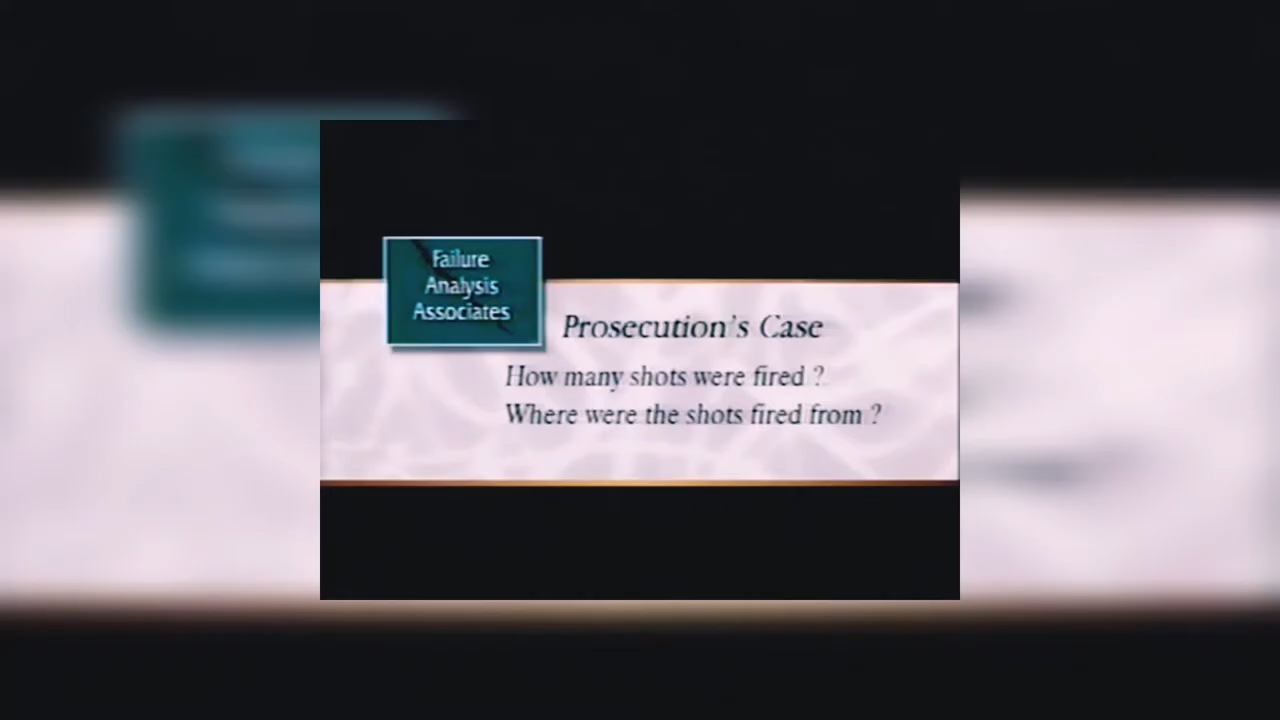 Failure
Analysis
Associates
Prosecution's Case
How many shots were fired ?
Where were the shots fired from ?